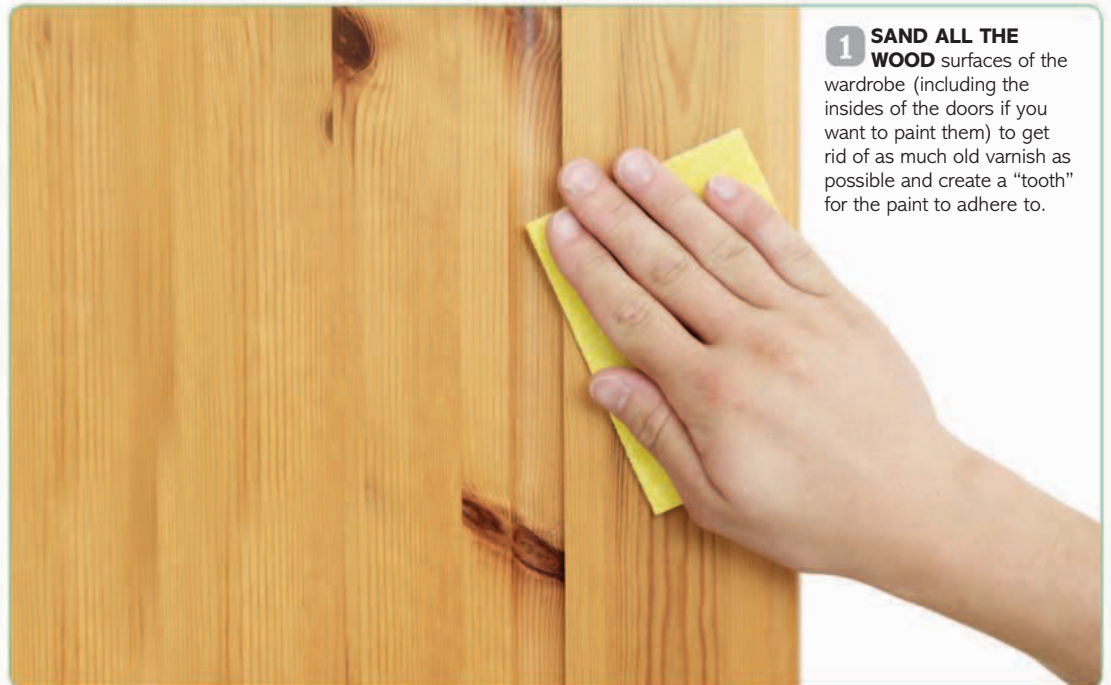 1 SAND ALL THE
WOOD surfaces of the
wardrobe (including the
insides of the doors if you
want to paint them) to get
rid of as much old varnish as
possible and create a “tooth”
for the paint to adhere to.